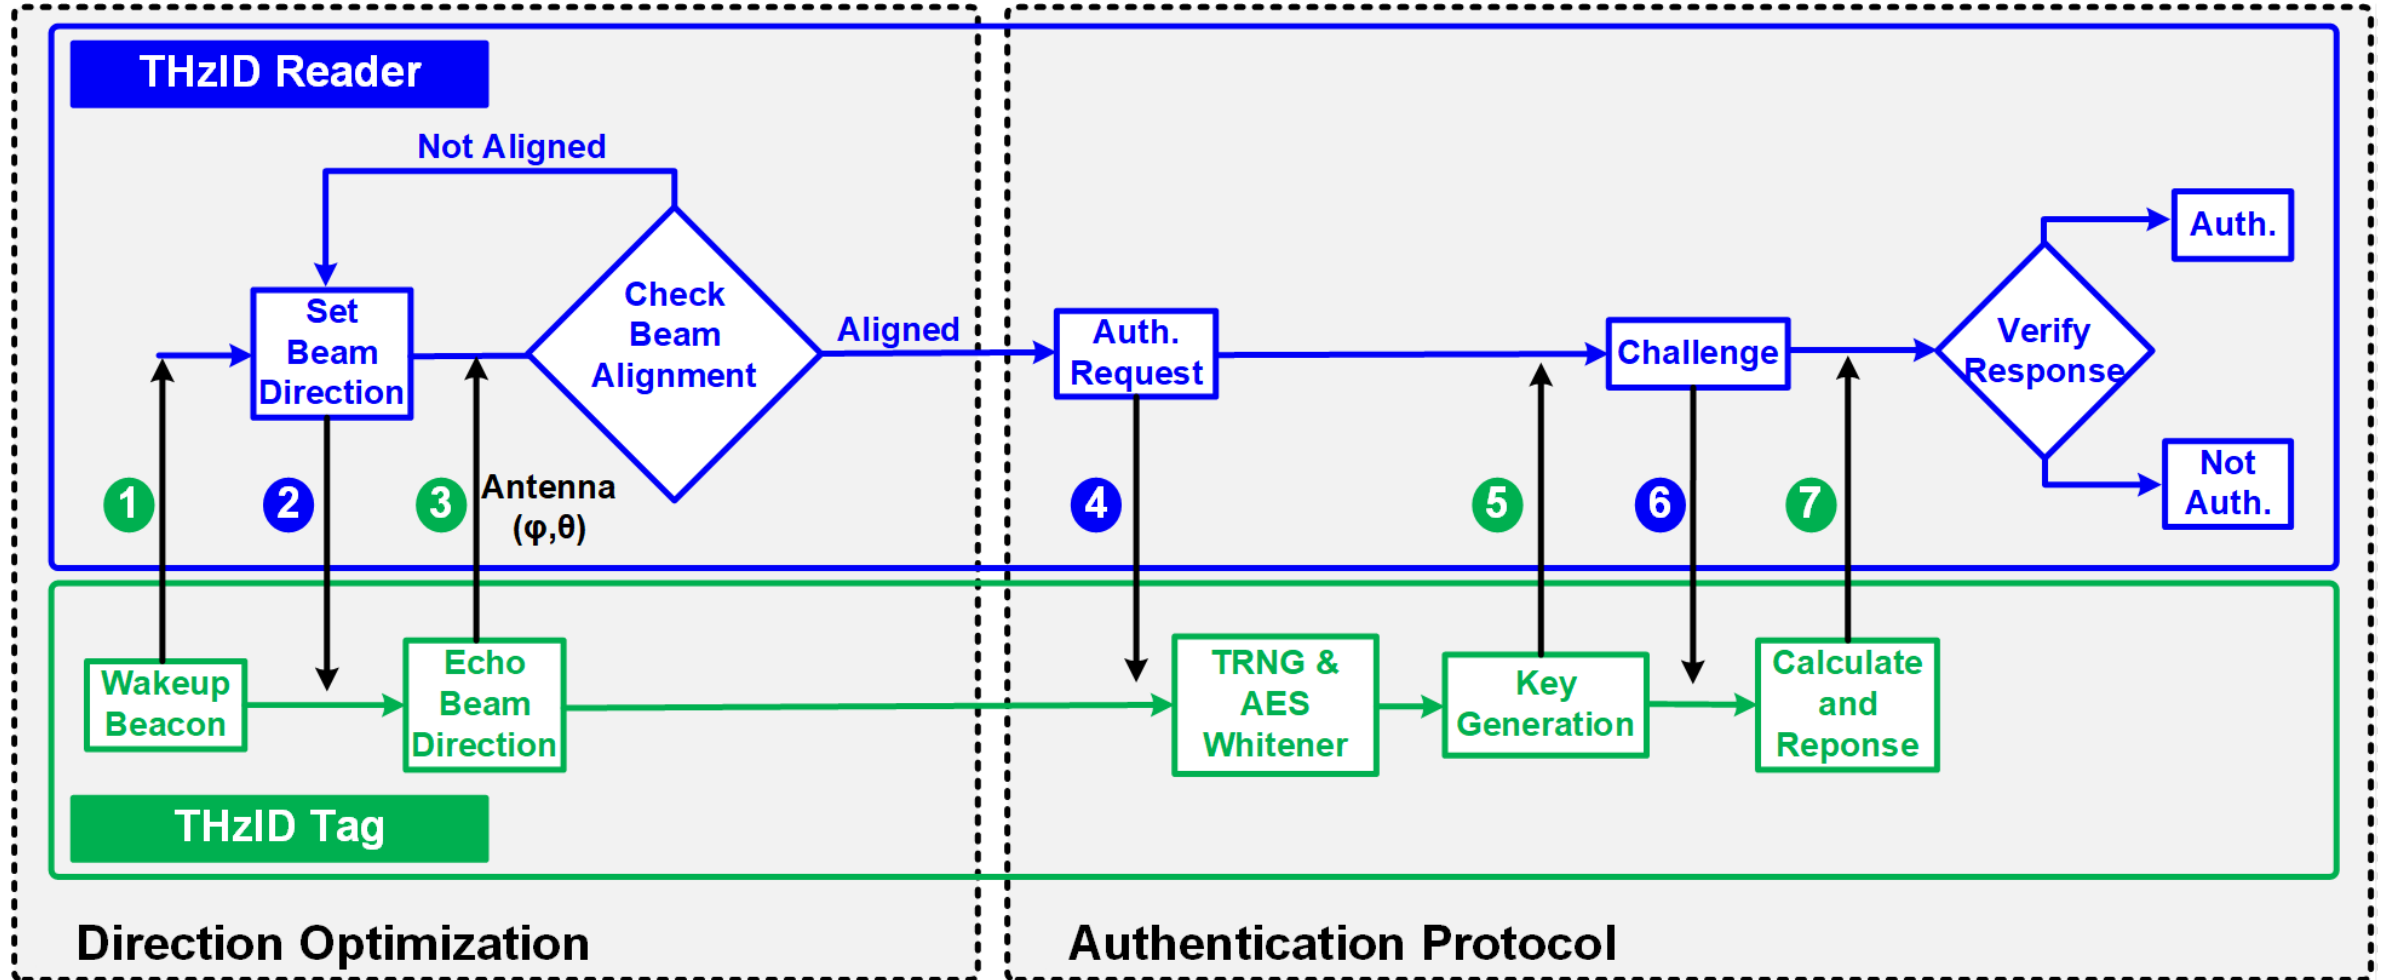 THzID Reader
Not Aligned
Set
Beam
Direction
Check
Beam
Alignment
Aligned
Auth.
Request
Challenge
Verify
Response
Auth.
Not
Auth.
1
2
3
Antenna
(φ,θ)
4
5
6
7
Wakeup
Beacon
Echo
Beam
Direction
TRNG &
AES
Whitener
Key
Generation
Calculate
and
Reponse
THzID Tag
Direction Optimization
Authentication Protocol